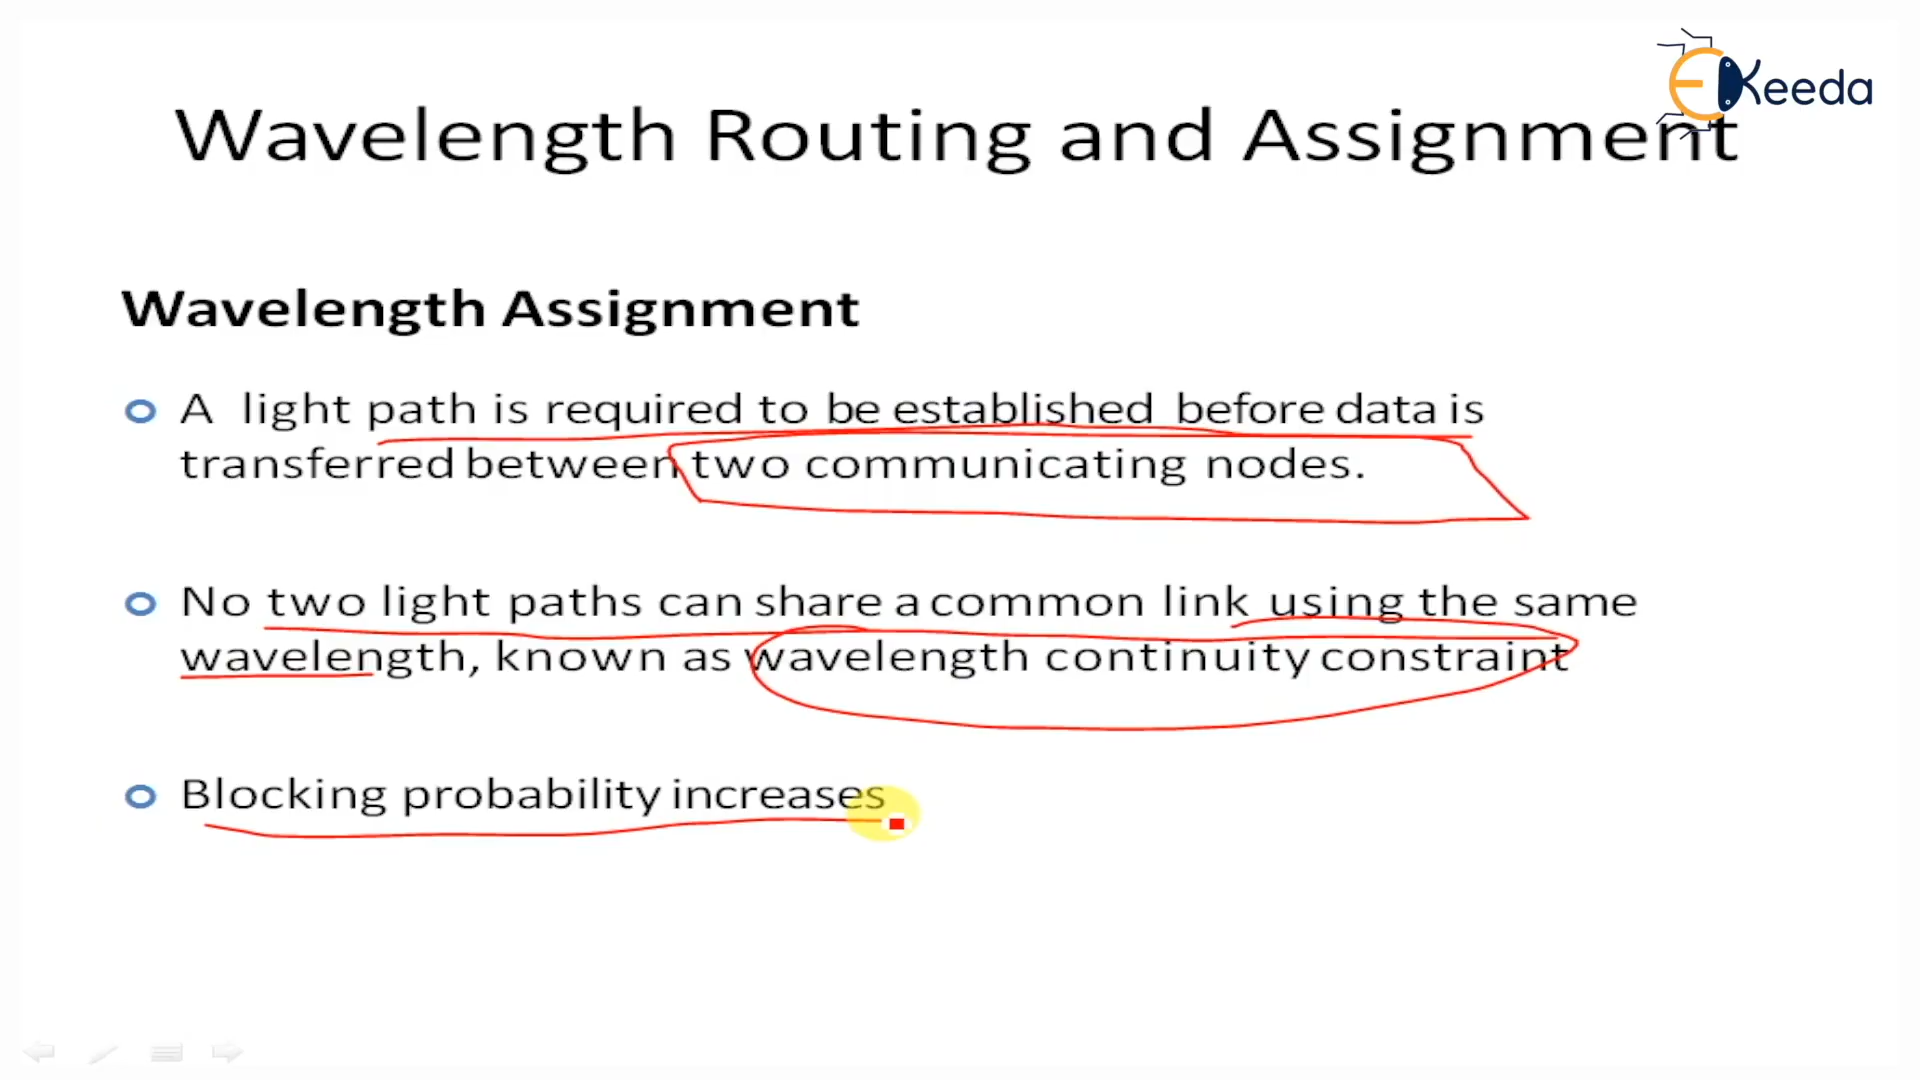 EKeeda
Wavelength Routing and Assignment
Wavelength Assignment
A light path is required to be established before data is
transferred between two communicating nodes.
No two light paths can share a common link using the same
wavelength, known as wavelength continuity constraint
Blocking probability increases